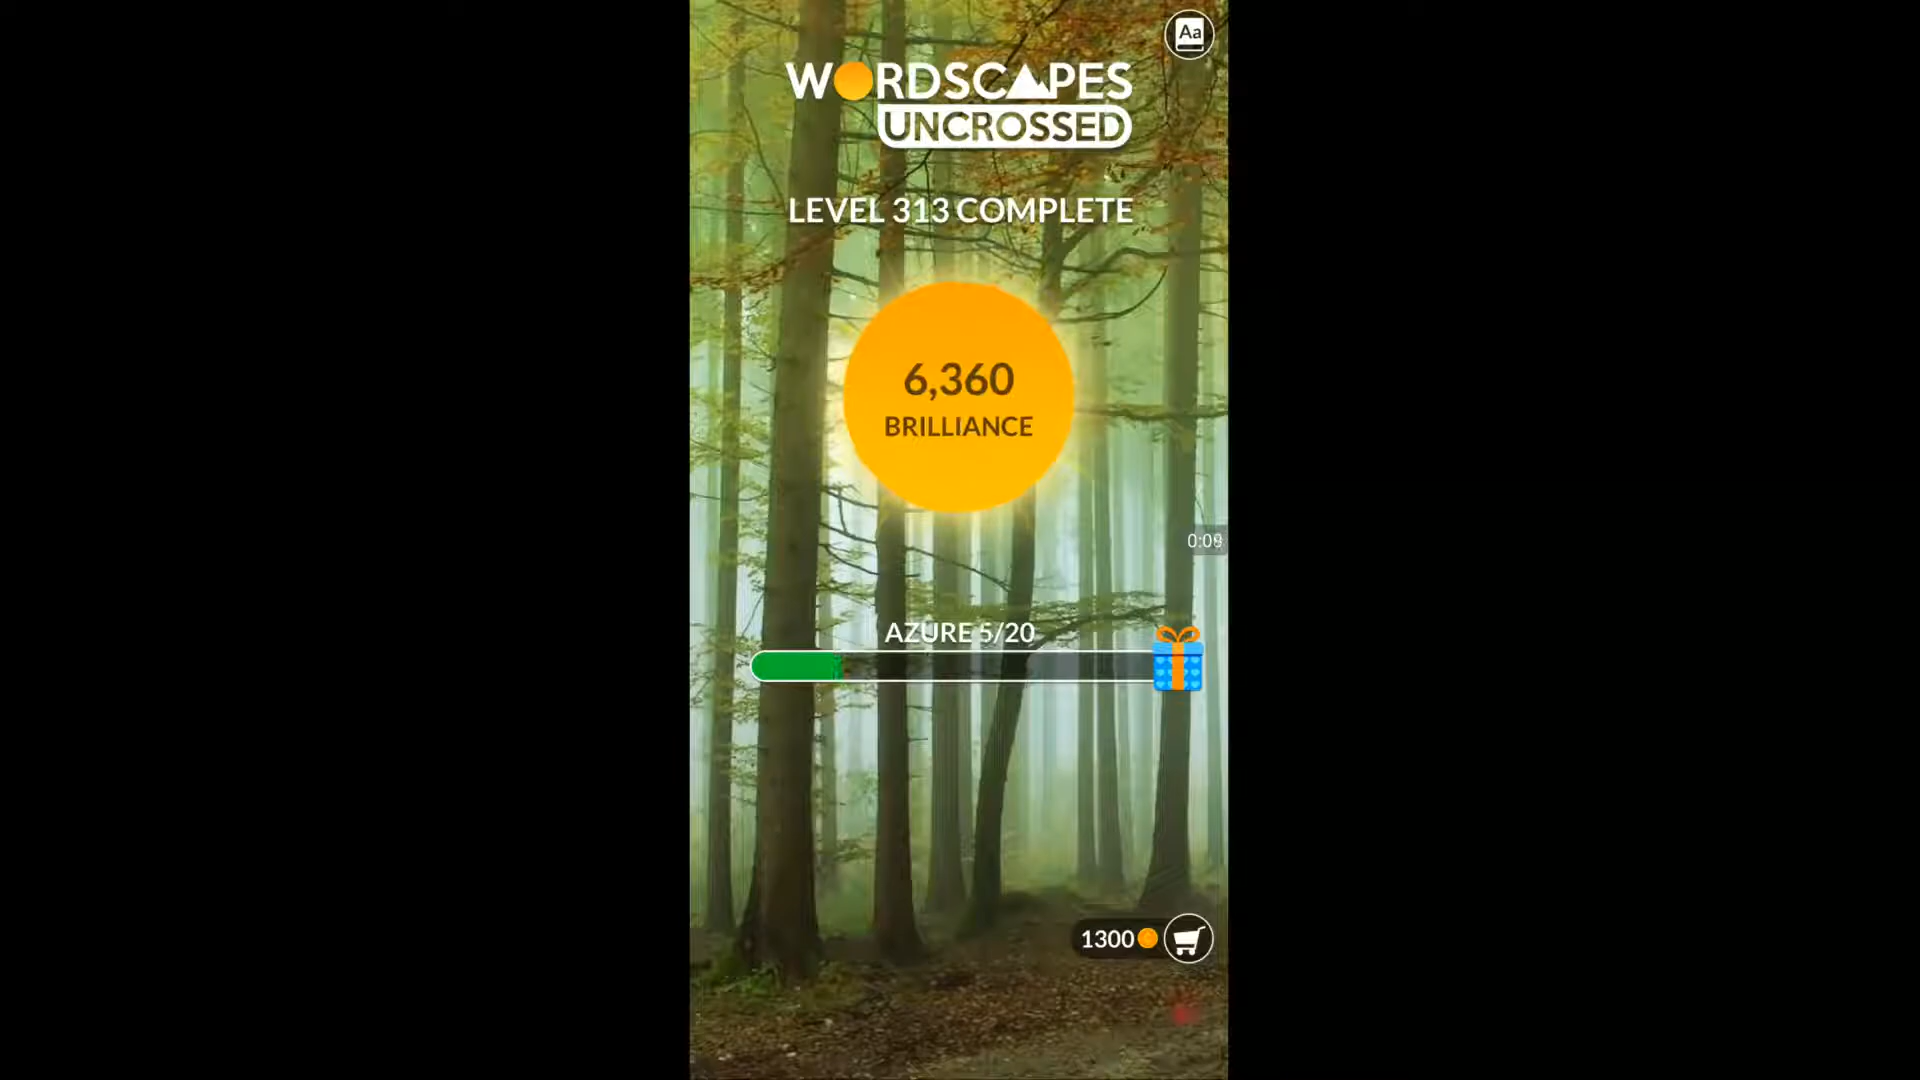 Aa
WORDSCAPES
UNCROSSED
LEVEL 313 COMPLETE
6,360
BRILLIANCE
0:09
AZURE 5/20
1300